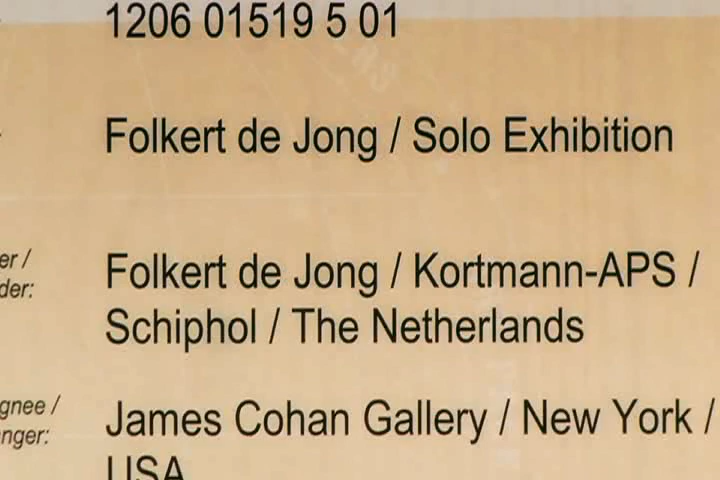 1206 01519 5 01
Folkert de Jong / Solo Exhibition
er / Folkert de Jong / Kortmann-APS /
der: Schiphol / The Netherlands
gnee / James Cohan Gallery / New York /
nger:
USA